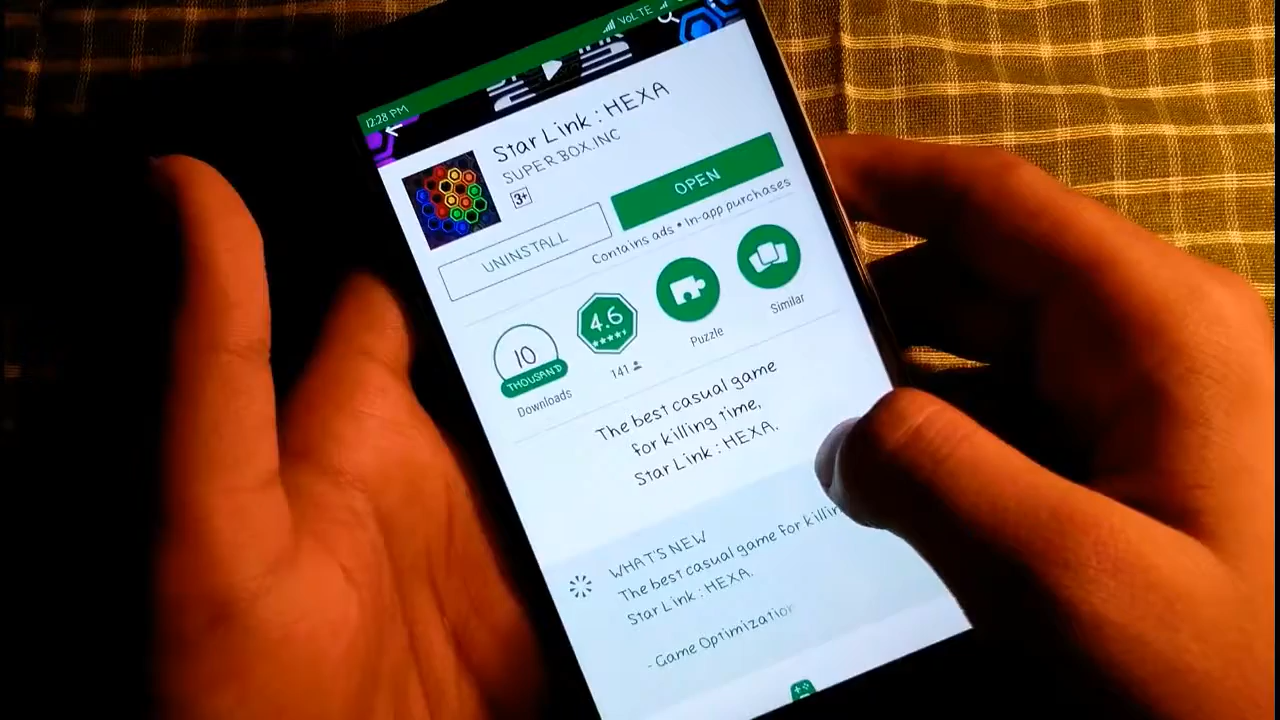 12:28 PM
VoLTE
Star Link : HEXA
SUPERBOX.INC
3+
UNINSTALL
OPEN
Contains ads • In-app purchases
10
THOUSAND
Downloads
4.6
141
Puzzle
Similar
The best casual game
for killing time,
Star Link : HEXA.
WHAT'S NEW
The best casual game for killin
Star Link : HEXA.
- Game Optimization